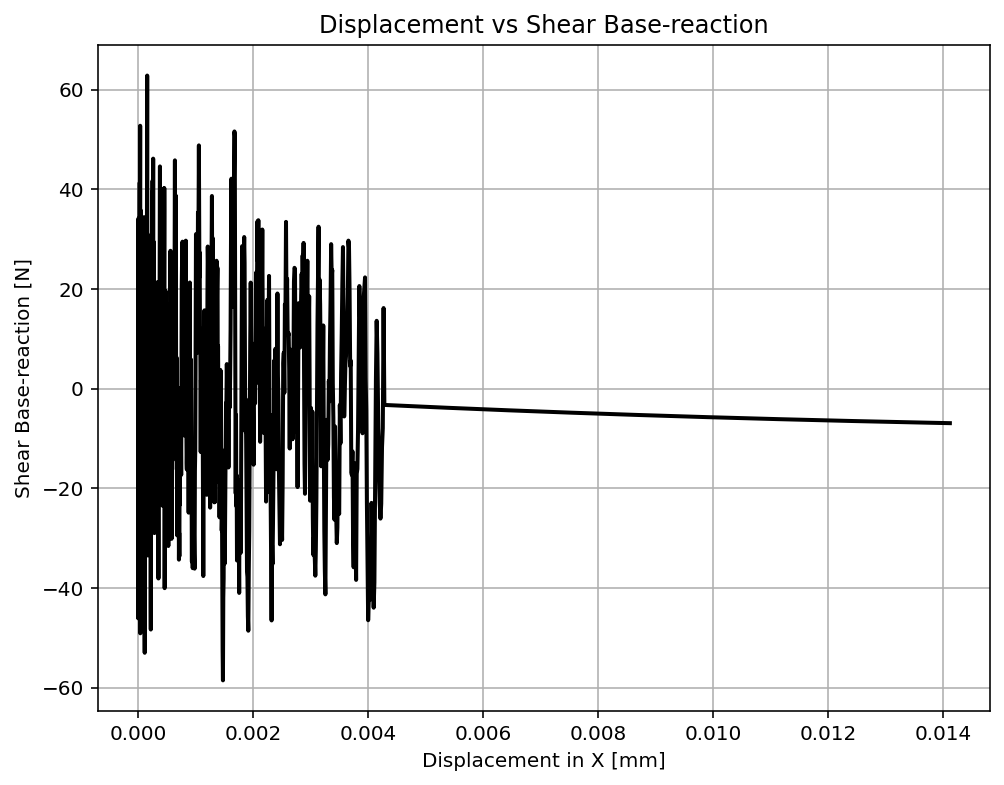 Displacement vs Shear Base-reaction
Shear Base-reaction [N]
60
40
20
0
−20
−40
−60
0.000 0.002 0.004 0.006 0.008 0.010 0.012 0.014
Displacement in X [mm]